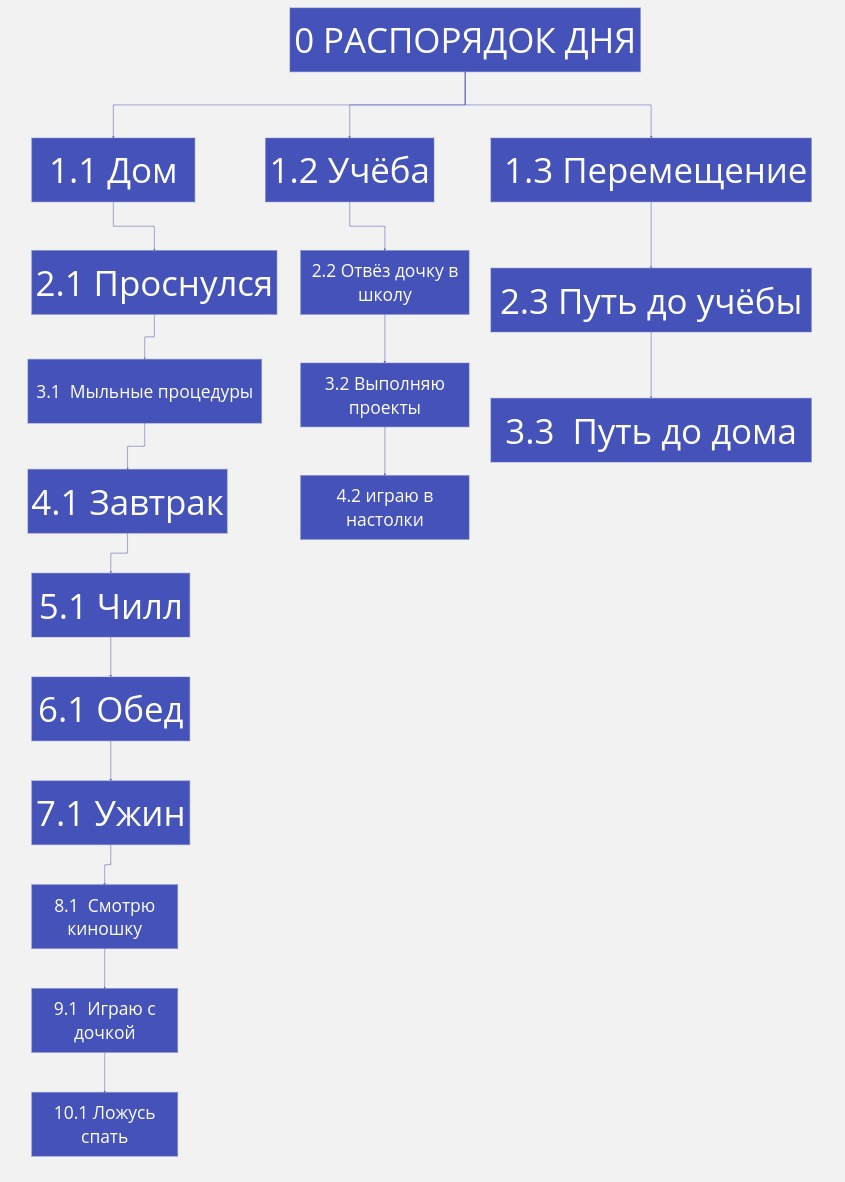 0 РАСПОРЯДОК ДНЯ
1.1 Дом
1.2 Учёба
1.3 Перемещение
2.1 Проснулся
2.2 Отвёз дочку в
школу
2.3 Путь до учёбы
3.1  Мыльные процедуры
3.2 Выполняю
проекты
3.3  Путь до дома
4.1 Завтрак
4.2 играю в
настолки
5.1 Чилл
6.1 Обед
7.1 Ужин
8.1  Смотрю
киношку
9.1  Играю с
дочкой
10.1 Ложусь
спать